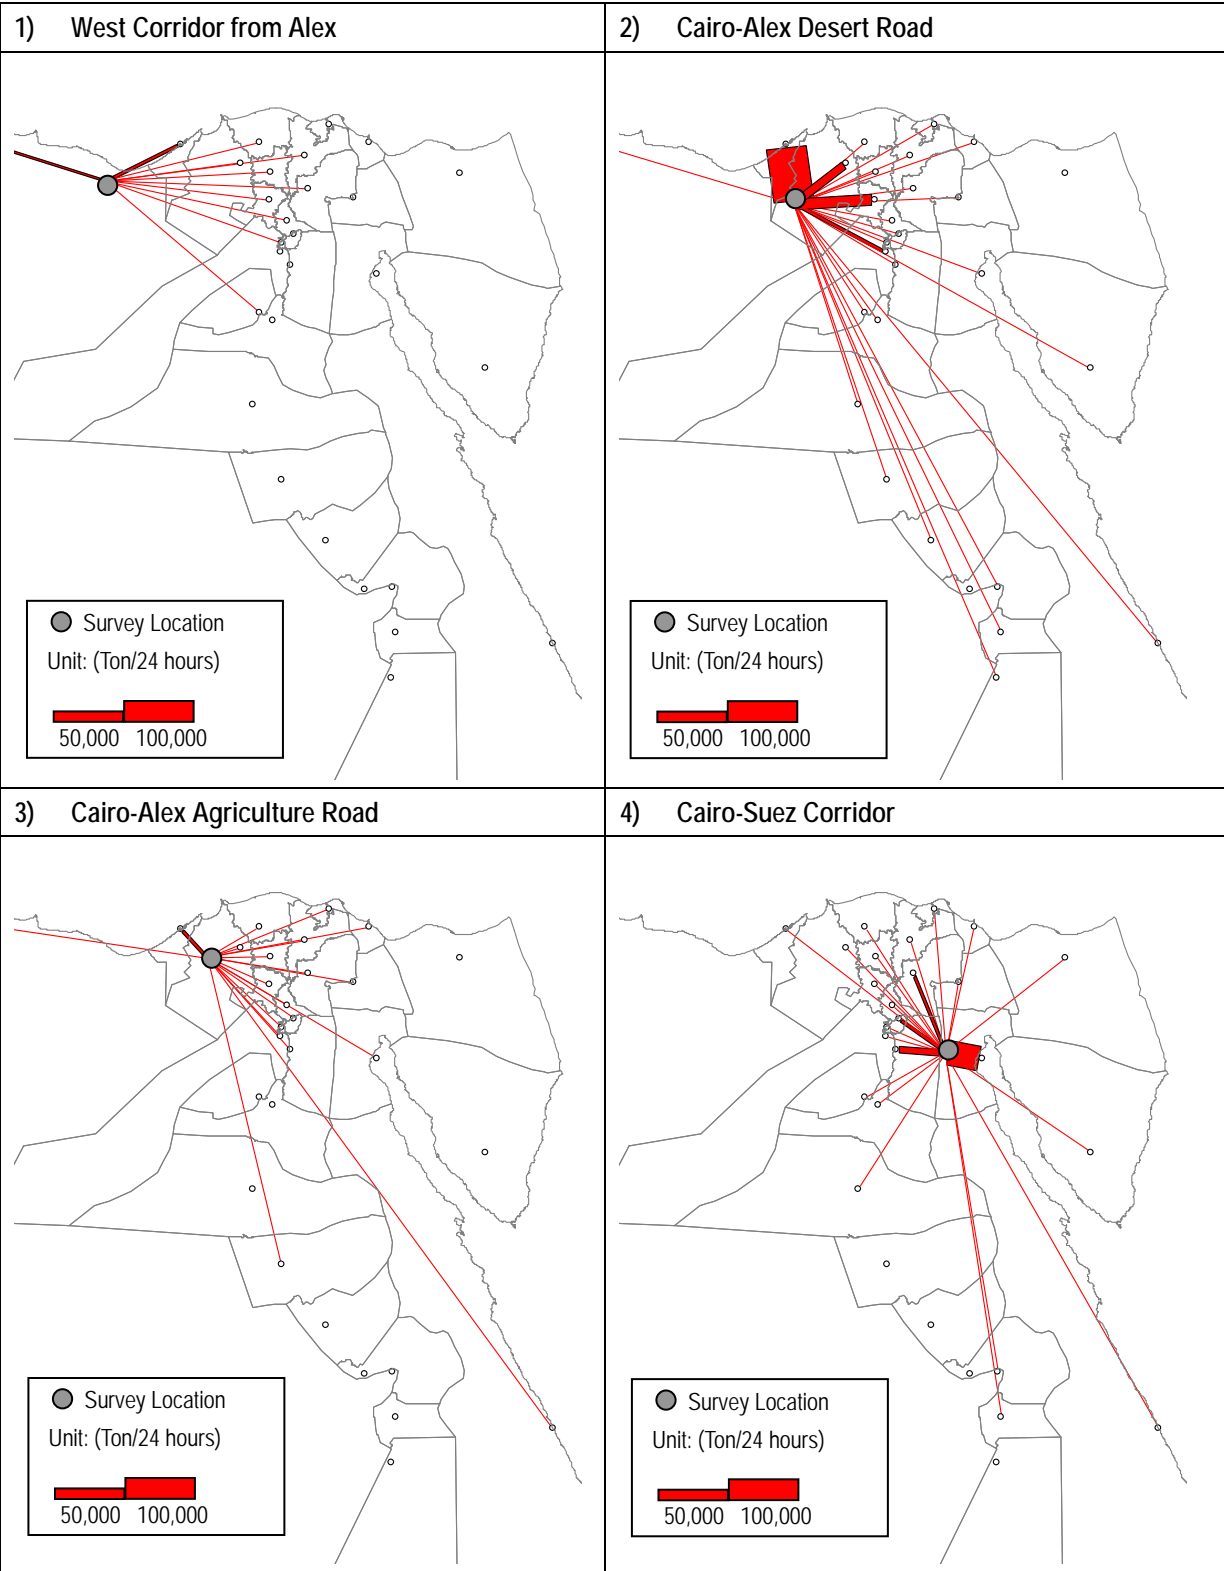 1) West Corridor from Alex
2) Cairo-Alex Desert Road
Survey Location
Unit: (Ton/24 hours)
50,000 100,000
Survey Location
Unit: (Ton/24 hours)
50,000 100,000
3) Cairo-Alex Agriculture Road
4) Cairo-Suez Corridor
Survey Location
Unit: (Ton/24 hours)
50,000 100,000
Survey Location
Unit: (Ton/24 hours)
50,000 100,000